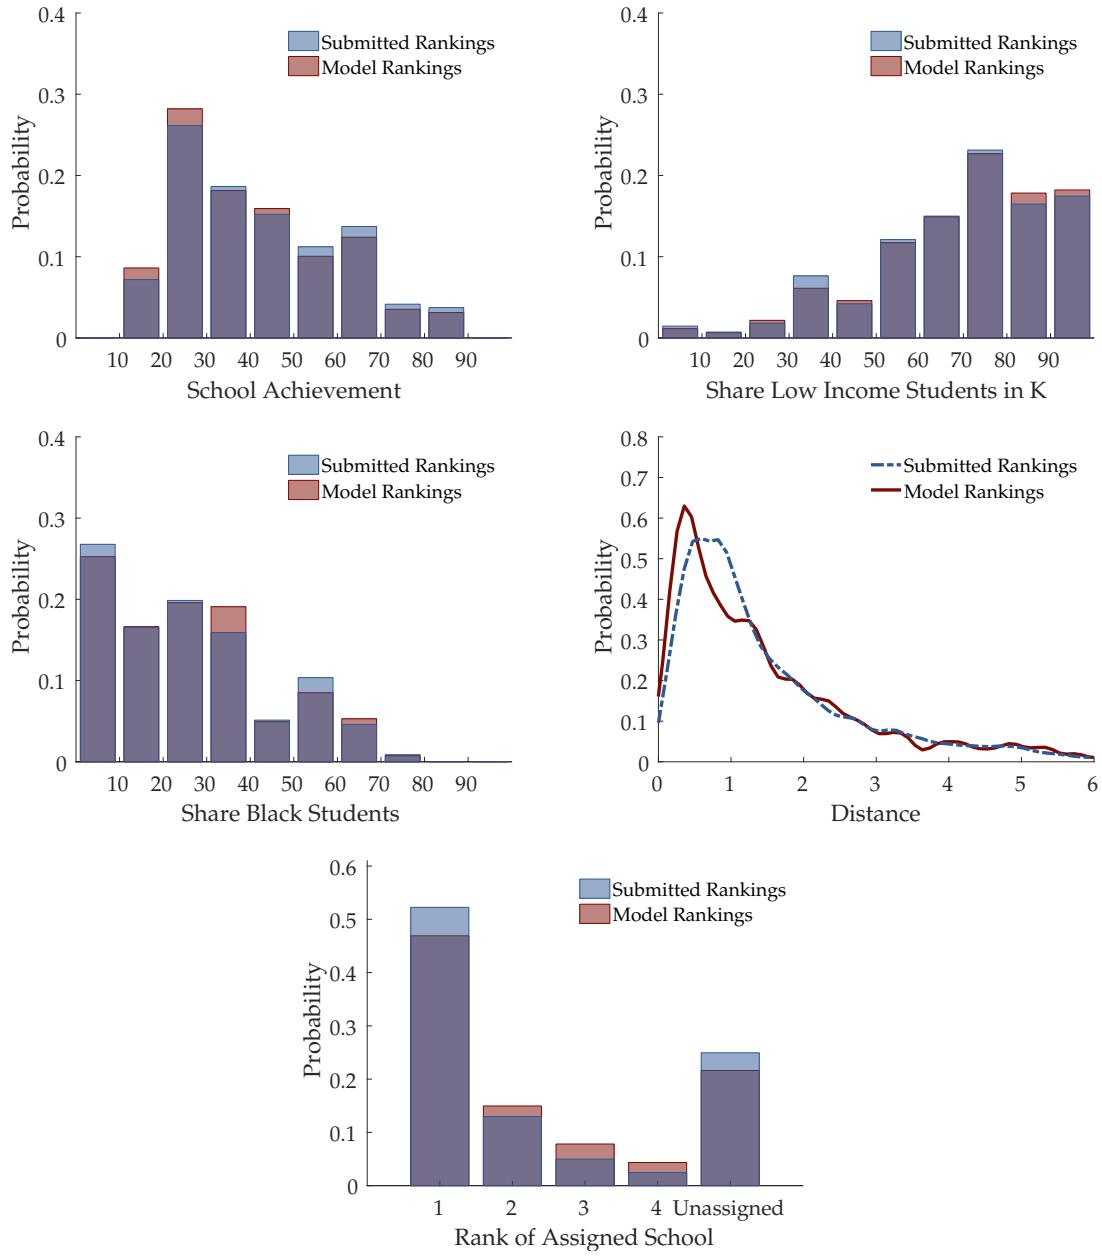 0.4
0.3
0.2
0.1
0
Probability
Submitted Rankings
Model Rankings
10 20 30 40 50 60 70 80 90
School Achievement
0.4
0.3
0.2
0.1
0
Probability
Submitted Rankings
Model Rankings
10 20 30 40 50 60 70 80 90
Share Low Income Students in K
0.4
0.3
0.2
0.1
0
Probability
Submitted Rankings
Model Rankings
10 20 30 40 50 60 70 80 90
Share Black Students
0.8
0.7
0.6
0.5
0.4
0.3
0.2
0.1
0
Probability
Submitted Rankings
Model Rankings
0 1 2 3 4 5 6
Distance
0.6
0.5
0.4
0.3
0.2
0.1
0
Probability
Submitted Rankings
Model Rankings
1 2 3 4 Unassigned
Rank of Assigned School